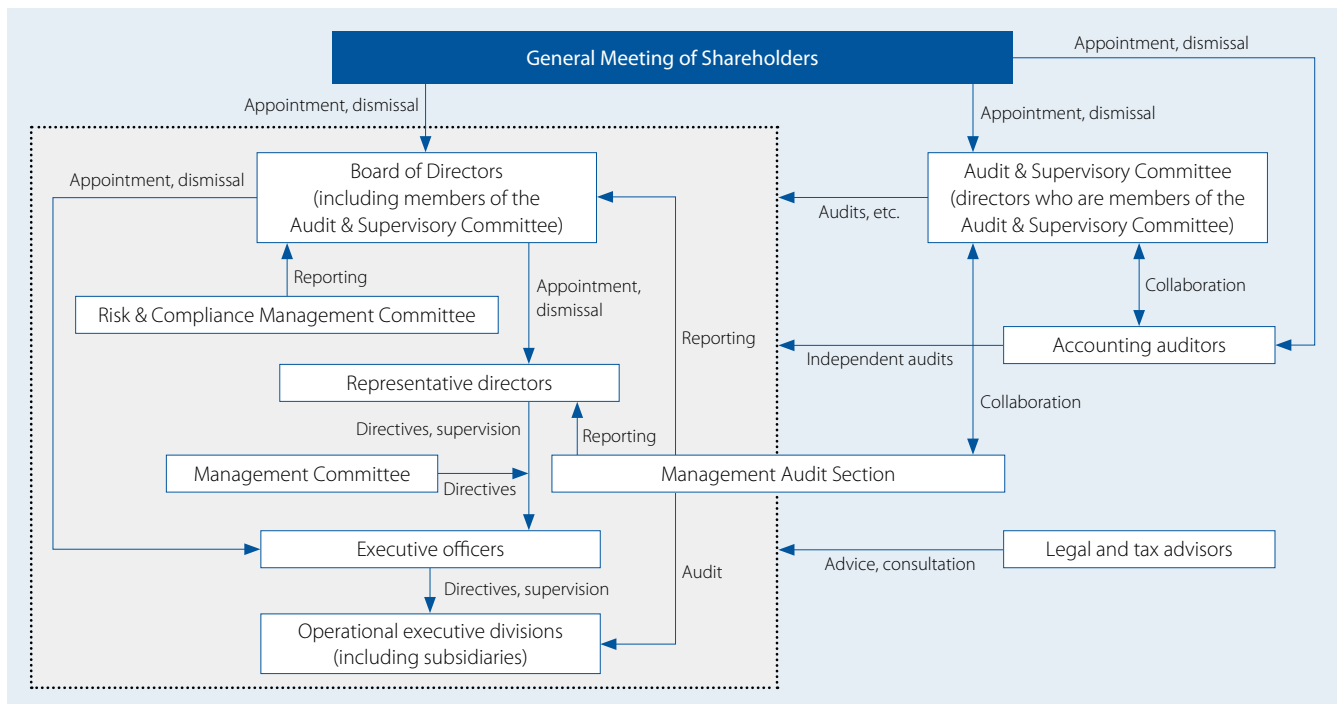 General Meeting of Shareholders
Appointment, dismissal
Appointment, dismissal
Appointment, dismissal
Appointment, dismissal
Board of Directors
(including members of the
Audit & Supervisory Committee)
Audit & Supervisory Committee
(directors who are members of the
Audit & Supervisory Committee)
Audits, etc.
Reporting
Appointment,
dismissal
Collaboration
Risk & Compliance Management Committee
Reporting
Independent audits
Accounting auditors
Representative directors
Collaboration
Directives, supervision
Reporting
Management Committee
Directives
Management Audit Section
Executive officers
Audit
Advice, consultation
Legal and tax advisors
Directives, supervision
Operational executive divisions
(including subsidiaries)